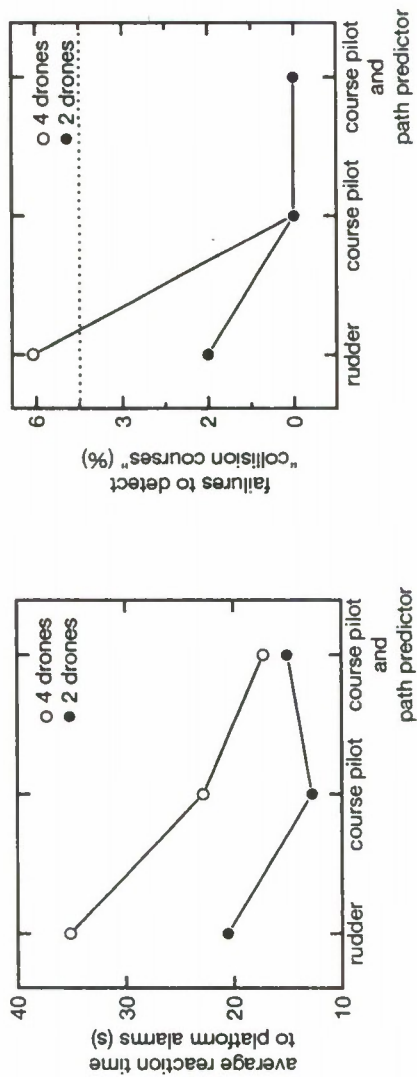 average reaction time
to platform alarms (s)
40
30
20
10
○ 4 drones
● 2 drones
rudder
course pilot
course pilot
and
path predictor
failures to detect
"collision courses" (%)
6
3
2
1
0
○ 4 drones
● 2 drones
rudder
course pilot
course pilot
and
path predictor